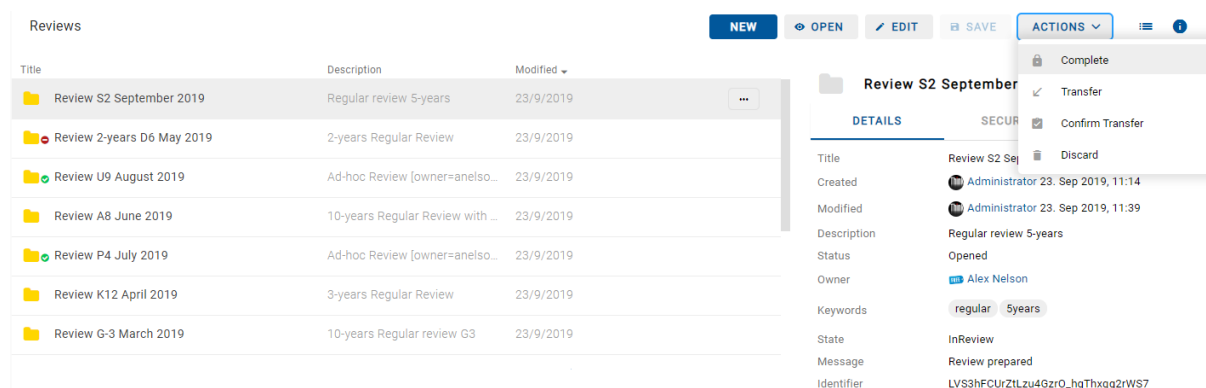 Reviews
NEW
OPEN
EDIT
SAVE
ACTIONS
Title Description Modified
Review S2 September 2019 Regular review 5-years 23/9/2019 ...
Review 2-years D6 May 2019 2-years Regular Review 23/9/2019
Review U9 August 2019 Ad-hoc Review [owner=anelso... 23/9/2019
Review A8 June 2019 10-years Regular Review with ... 23/9/2019
Review P4 July 2019 Ad-hoc Review [owner=anelso... 23/9/2019
Review K12 April 2019 3-years Regular Review 23/9/2019
Review G-3 March 2019 10-years Regular review G3 23/9/2019
Complete
Transfer
Confirm Transfer
Discard
Review S2 September
DETAILS SECUR
Title Review S2 Sep
Created Administrator 23. Sep 2019, 11:14
Modified Administrator 23. Sep 2019, 11:39
Description Regular review 5-years
Status Opened
Owner Alex Nelson
Keywords regular 5years
State InReview
Message Review prepared
Identifier